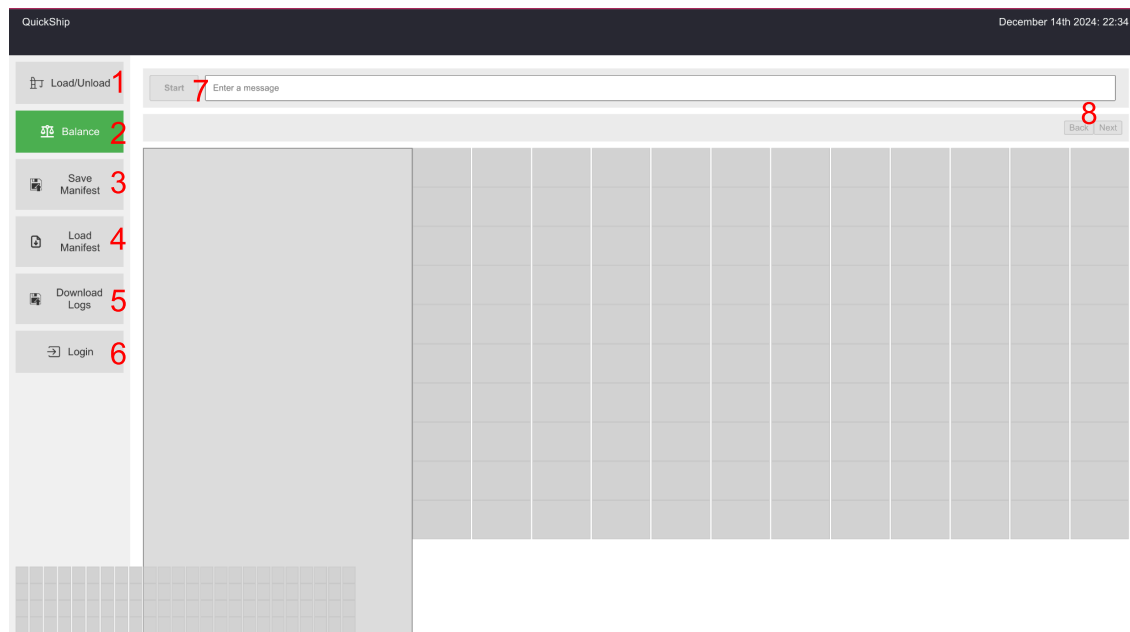 QuickShip
December 14th 2024: 22:34
Load/Unload 1
Start 7 Enter a message
Balance 2
8
Back Next
Save
Manifest 3
Load
Manifest 4
Download
Logs 5
Login 6